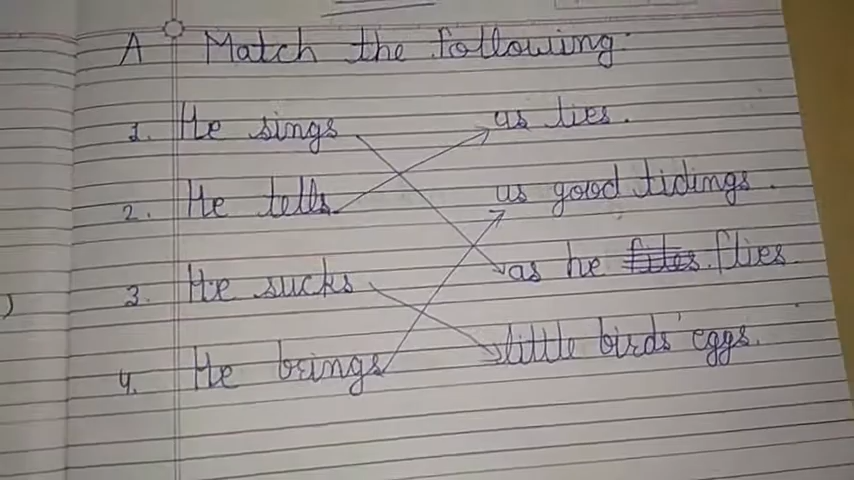 A Match the following:
1. He sings as lies.
2. He tells us good tidings.
3. He sucks as he flies.
4. He brings little birds' eggs.